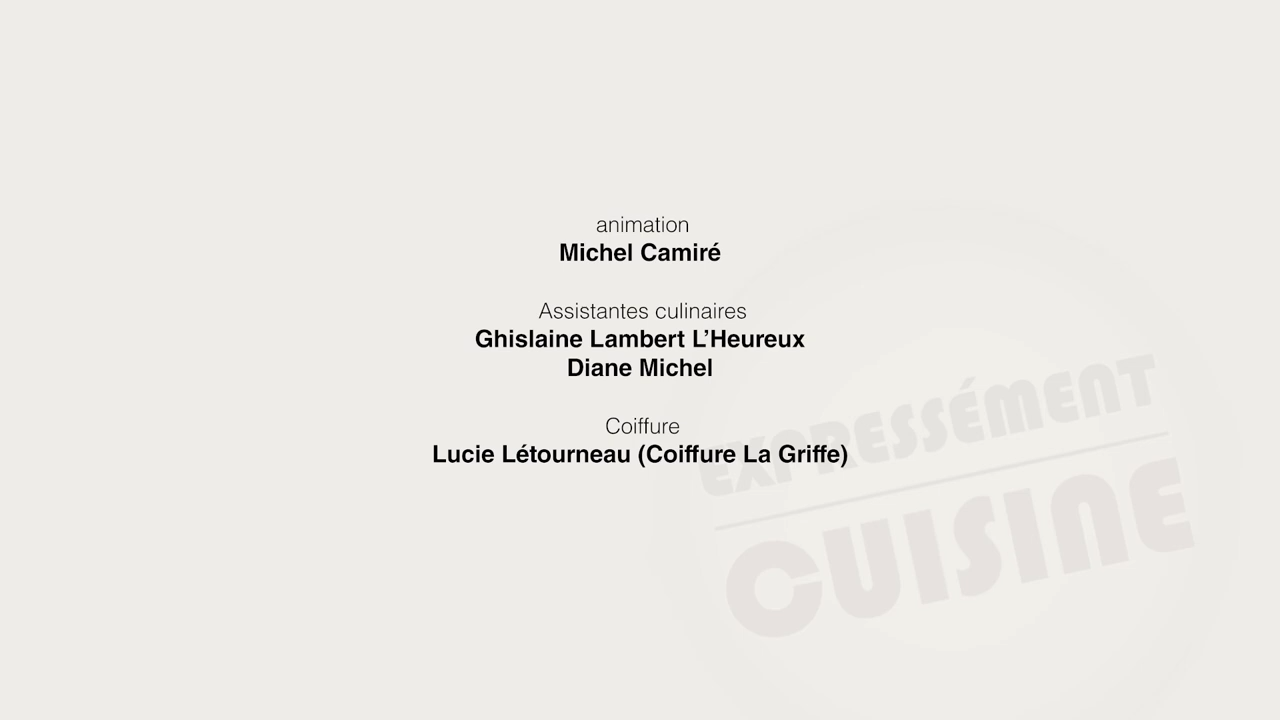 animation
Michel Camiré
Assistantes culinaires
Ghislaine Lambert L’Heureux
Diane Michel
Coiffure
Lucie Létourneau (Coiffure La Griffe)
EXPRESSÉMENT
CUISINE